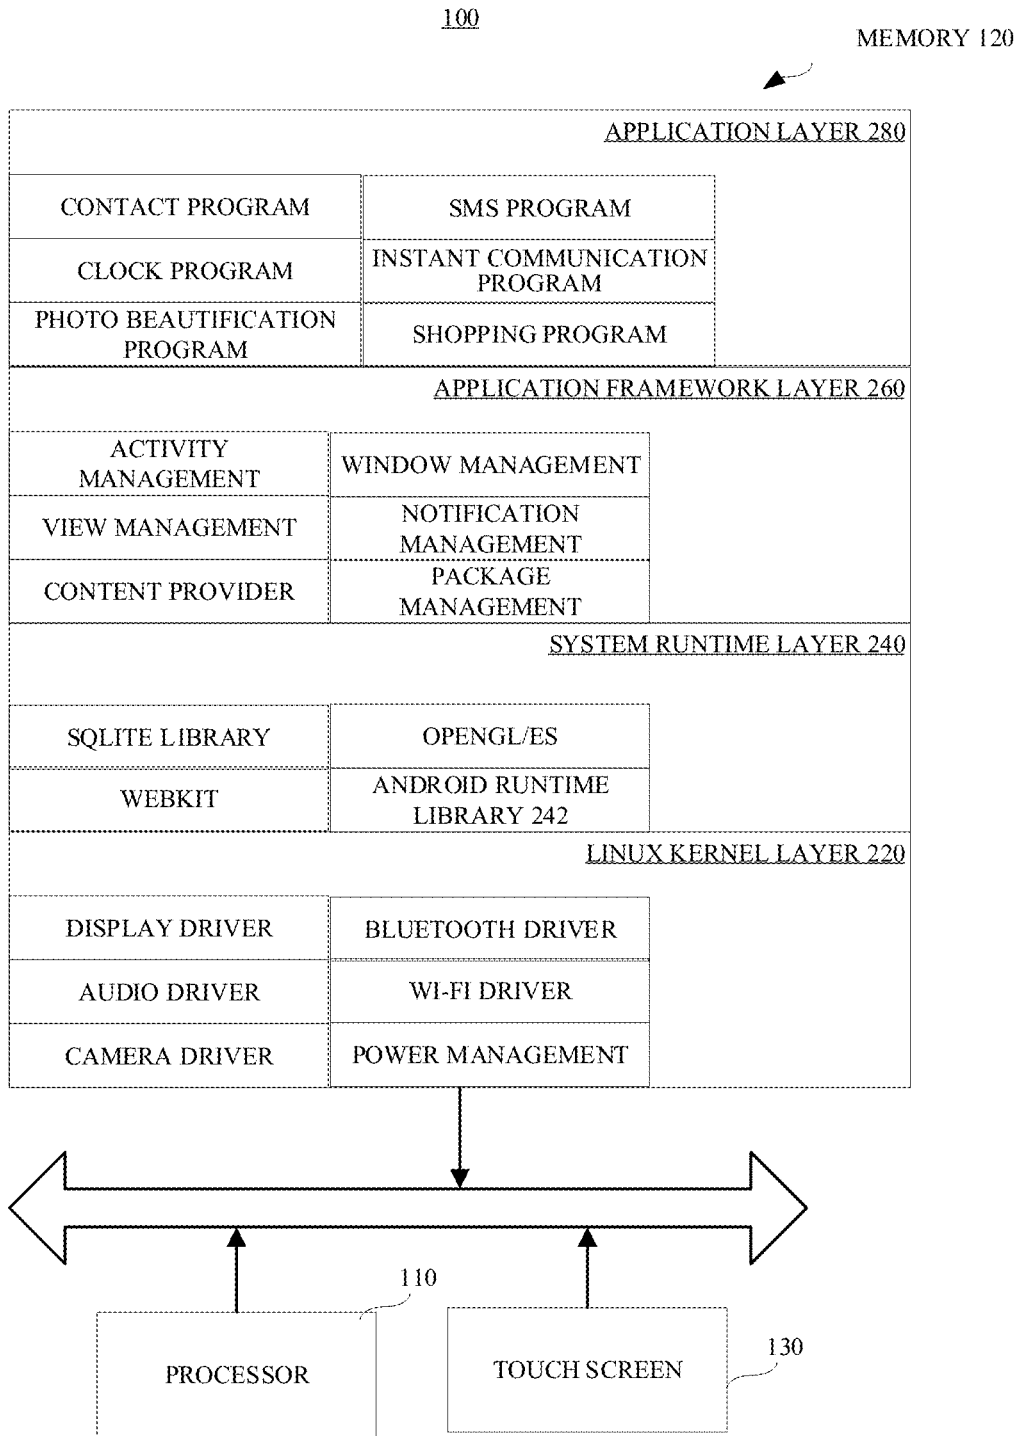 100
MEMORY 120
APPLICATION LAYER 280
CONTACT PROGRAM
SMS PROGRAM
CLOCK PROGRAM
INSTANT COMMUNICATION
PROGRAM
PHOTO BEAUTIFICATION
PROGRAM
SHOPPING PROGRAM
APPLICATION FRAMEWORK LAYER 260
ACTIVITY
MANAGEMENT
WINDOW MANAGEMENT
VIEW MANAGEMENT
NOTIFICATION
MANAGEMENT
CONTENT PROVIDER
PACKAGE
MANAGEMENT
SYSTEM RUNTIME LAYER 240
SQLITE LIBRARY
OPENGL/ES
WEBKIT
ANDROID RUNTIME
LIBRARY 242
LINUX KERNEL LAYER 220
DISPLAY DRIVER
BLUETOOTH DRIVER
AUDIO DRIVER
WI-FI DRIVER
CAMERA DRIVER
POWER MANAGEMENT
110
PROCESSOR
TOUCH SCREEN
130